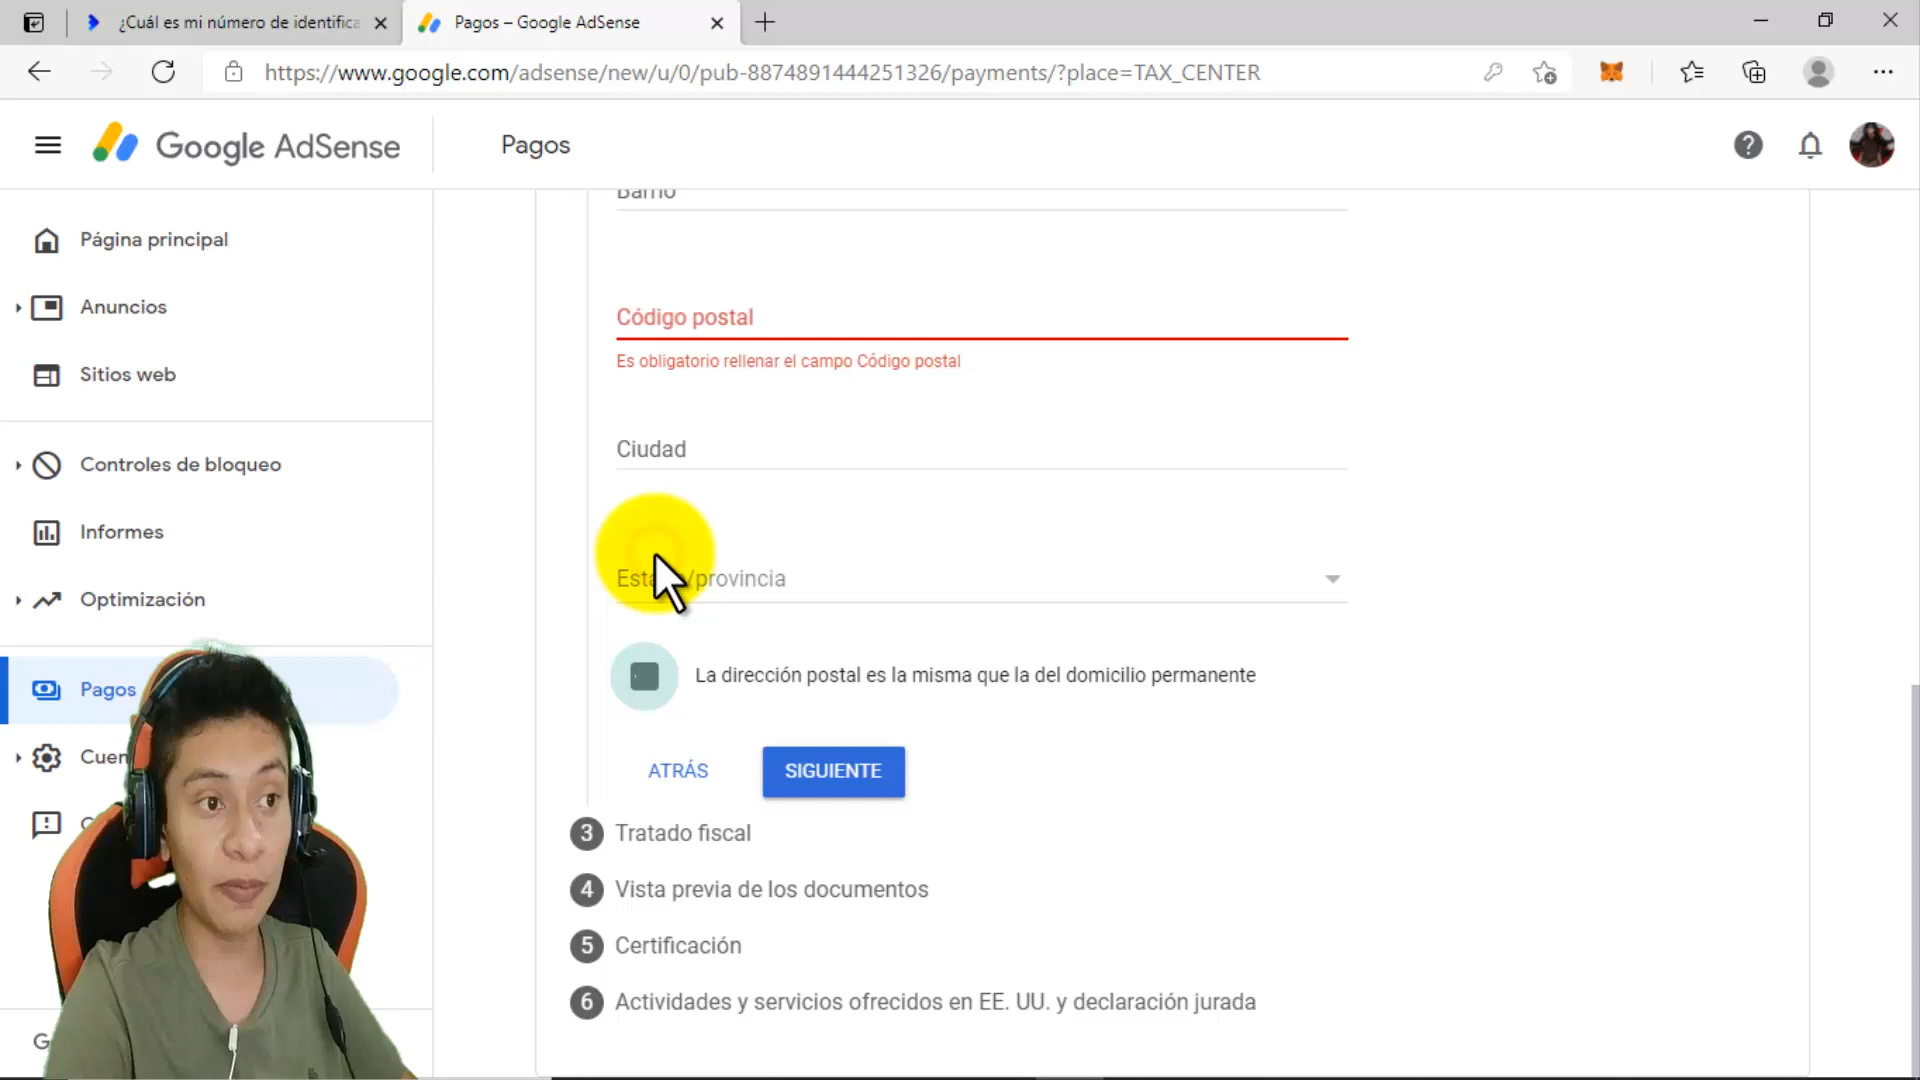 ¿Cuál es mi número de identifica
Pagos – Google AdSense
https://www.google.com/adsense/new/u/0/pub-8874891444251326/payments/?place=TAX_CENTER
Google AdSense
Pagos
Página principal
Anuncios
Sitios web
Controles de bloqueo
Informes
Optimización
Pagos
Cuen
Barrio
Código postal
Es obligatorio rellenar el campo Código postal
Ciudad
Estado/provincia
La dirección postal es la misma que la del domicilio permanente
ATRÁS
SIGUIENTE
3 Tratado fiscal
4 Vista previa de los documentos
5 Certificación
6 Actividades y servicios ofrecidos en EE. UU. y declaración jurada